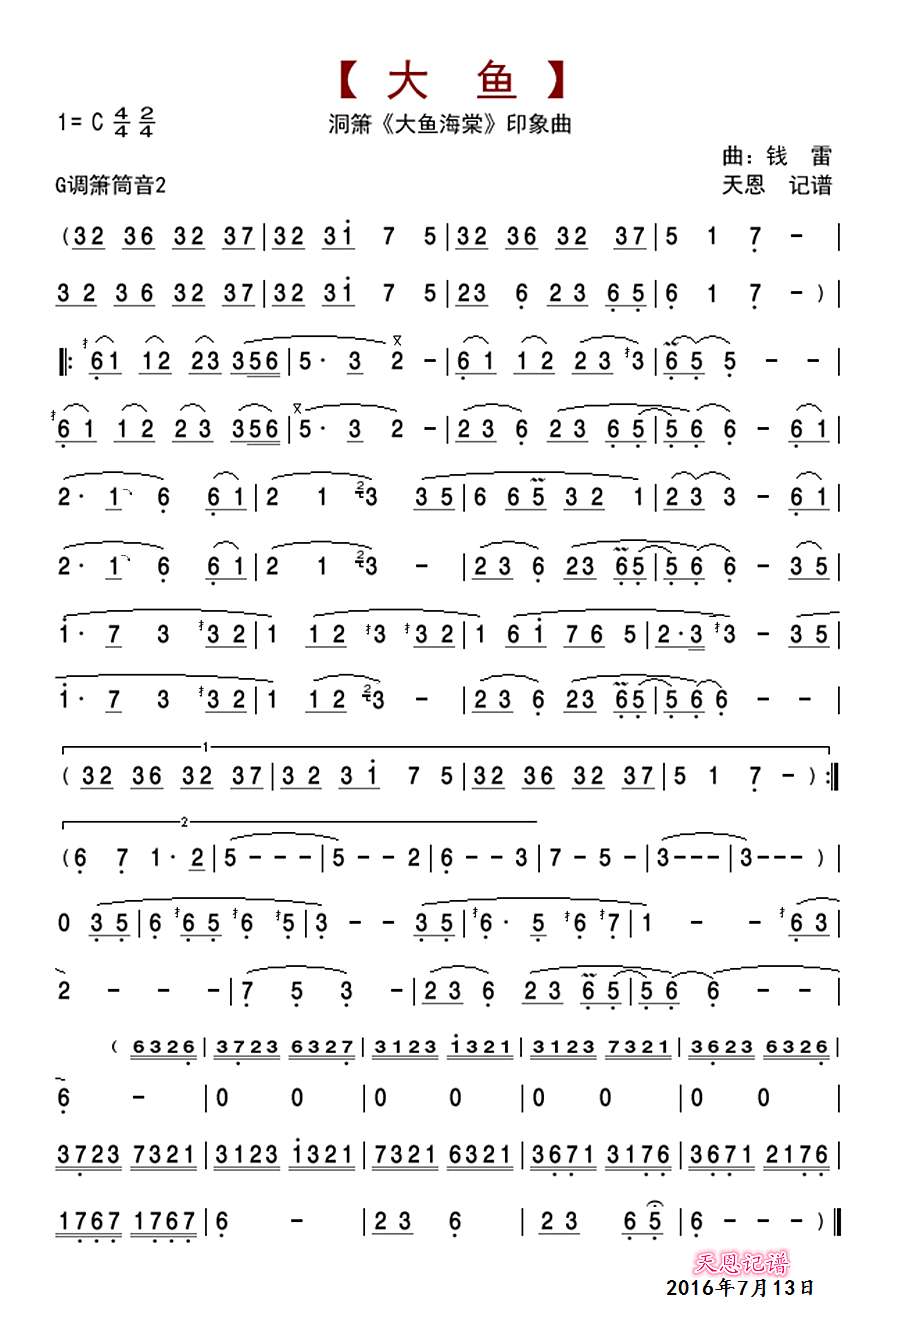 【 大 鱼 】
1= C 4/4 2/4
洞箫《大鱼海棠》印象曲
曲：钱 雷
G调箫筒音2
天恩 记谱
( 32 36 32 37 | 32 3i 7 5 | 32 36 32 37 | 5 1 7 - |
32 36 32 37 | 32 3i 7 5 | 23 6 23 65 | 6 1 7 - ) |
‖: 61 12 23 356 | 5· 3 2 - | 61 12 23 3 | 65 5 - - |
61 12 23 356 | 5· 3 2 - | 23 6 23 65 | 56 6 - 61 |
2· 1 6 61 | 2 1 23 35 | 6 65 32 1 | 23 3 - 61 |
2· 1 6 61 | 2 1 23 - | 23 6 23 65 | 56 6 - 35 |
i· 7 3 32 | 1 12 3 32 | 1 6i 76 5 | 2·3 3 - 35 |
i· 7 3 32 | 1 12 23 - | 23 6 23 65 | 56 6 - |
1
( 32 36 32 37 | 32 3i 7 5 | 32 36 32 37 | 5 1 7 - ) :‖
2
( 6 7 1· 2 | 5 - - - | 5 - - 2 | 6 - - 3 | 7 - 5 - | 3 - - - | 3 - - - ) |
0 35 | 6 65 6 65 | 3 - - 35 | 6· 5 6 7 | 1 - - 63 |
2 - - - | 7 5 3 - | 23 6 23 65 | 56 6 - - |
( 6326 | 3723 6327 | 3123 i321 | 3123 7321 | 3623 6326 |
6 - | 0 0 | 0 0 | 0 0 | 0 0 |
3723 7321 | 3123 i321 | 7321 6321 | 3671 3176 | 3671 2176 |
1767 1767 | 6 - | 23 6 | 23 65 | 6 - - - ) ‖
天恩记谱
2016年7月13日